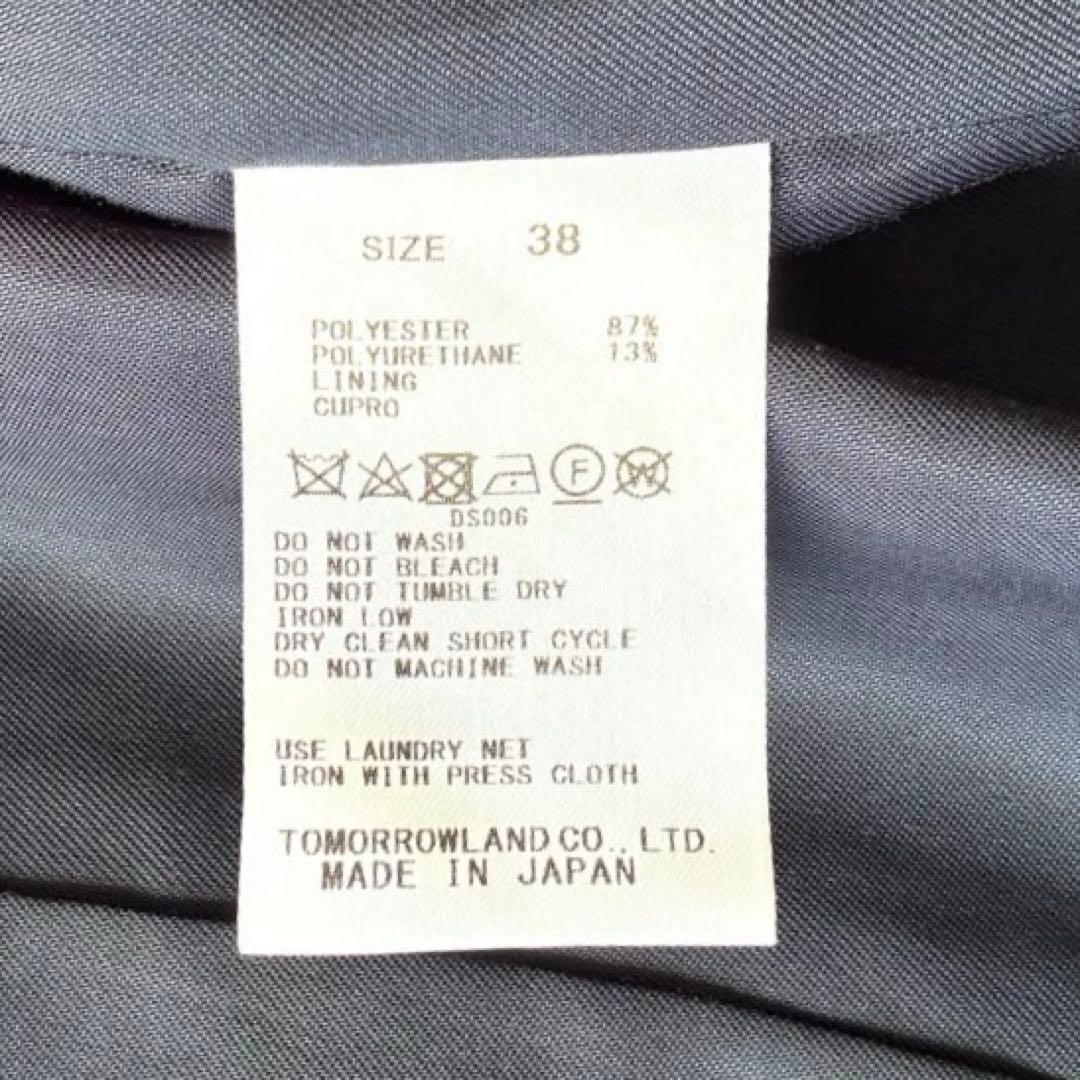 SIZE 38
POLYESTER 87%
POLYURETHANE 13%
LINING
CUPRO
F W
DS006
DO NOT WASH
DO NOT BLEACH
DO NOT TUMBLE DRY
IRON LOW
DRY CLEAN SHORT CYCLE
DO NOT MACHINE WASH
USE LAUNDRY NET
IRON WITH PRESS CLOTH
TOMORROWLAND CO., LTD.
MADE IN JAPAN